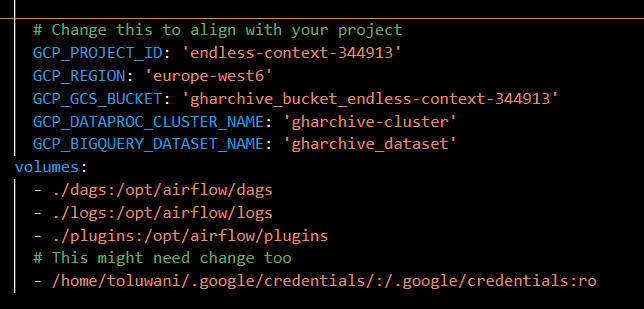 # Change this to align with your project
GCP_PROJECT_ID: 'endless-context-344913'
GCP_REGION: 'europe-west6'
GCP_GCS_BUCKET: 'gharchive_bucket_endless-context-344913'
GCP_DATAPROC_CLUSTER_NAME: 'gharchive-cluster'
GCP_BIGQUERY_DATASET_NAME: 'gharchive_dataset'
volumes:
- ./dags:/opt/airflow/dags
- ./logs:/opt/airflow/logs
- ./plugins:/opt/airflow/plugins
# This might need change too
- /home/toluwani/.google/credentials/:/.google/credentials:ro